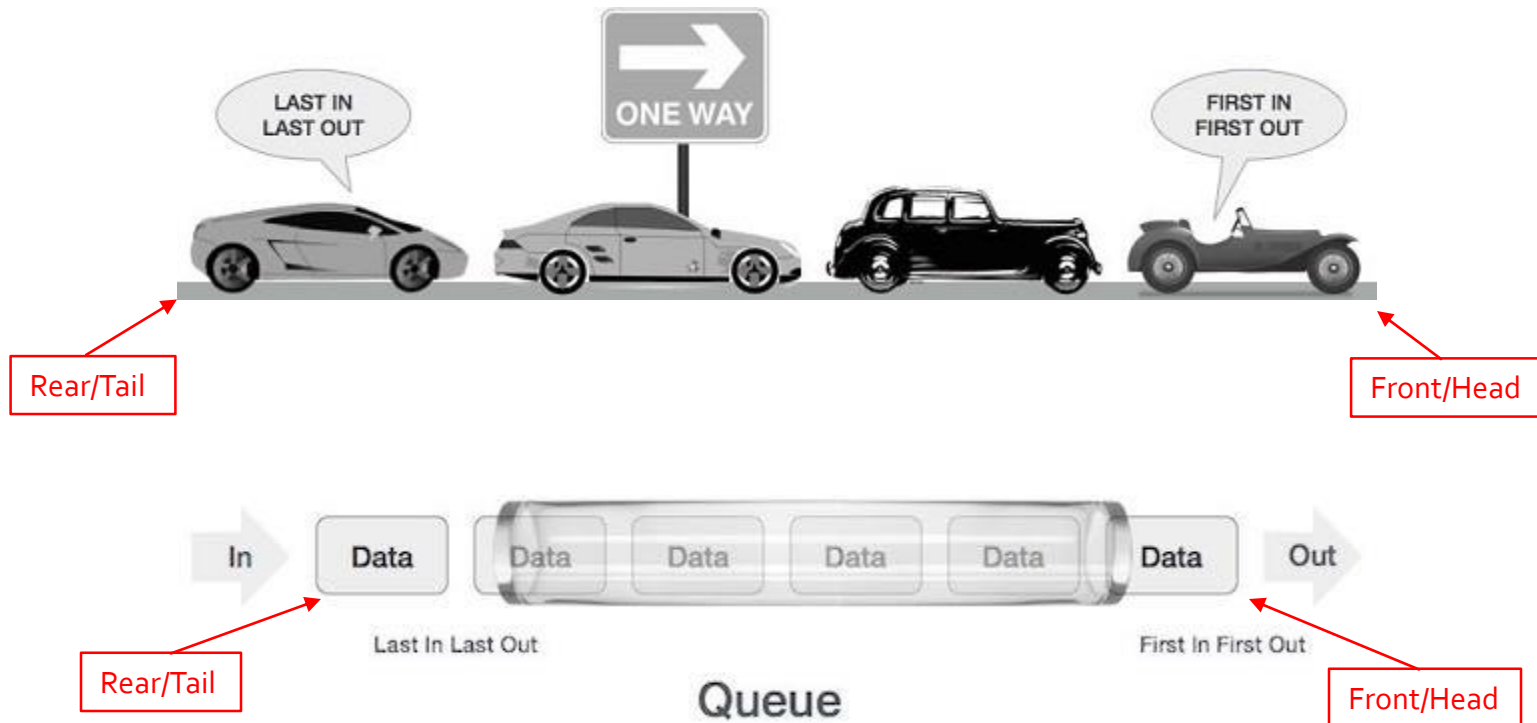 LAST IN
LAST OUT
ONE WAY
FIRST IN
FIRST OUT
Rear/Tail
Front/Head
In
Data
Data
Data
Data
Data
Data
Out
Last In Last Out
First In First Out
Rear/Tail
Front/Head
Queue